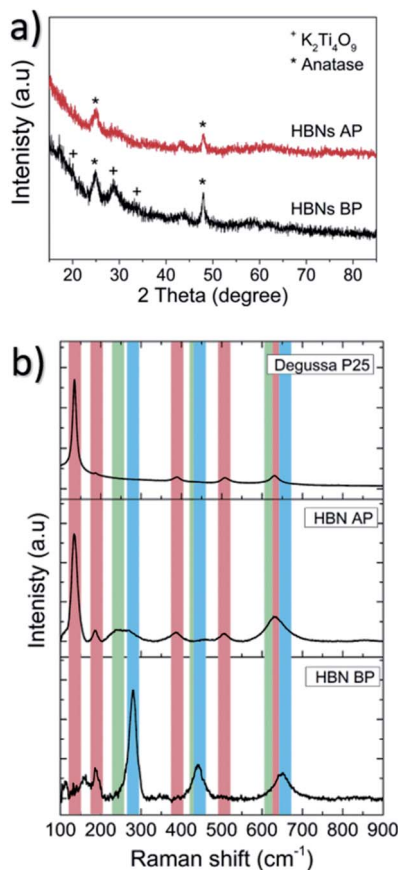 a)
+ K₂Ti₄O₉
* Anatase
*
*
HBNs AP
+
*
+
+
*
HBNs BP
Intenisty (a.u)
20 30 40 50 60 70 80
2 Theta (degree)
b)
Degussa P25
HBN AP
HBN BP
Intenisty (a.u)
100 200 300 400 500 600 700 800 900
Raman shift (cm⁻¹)